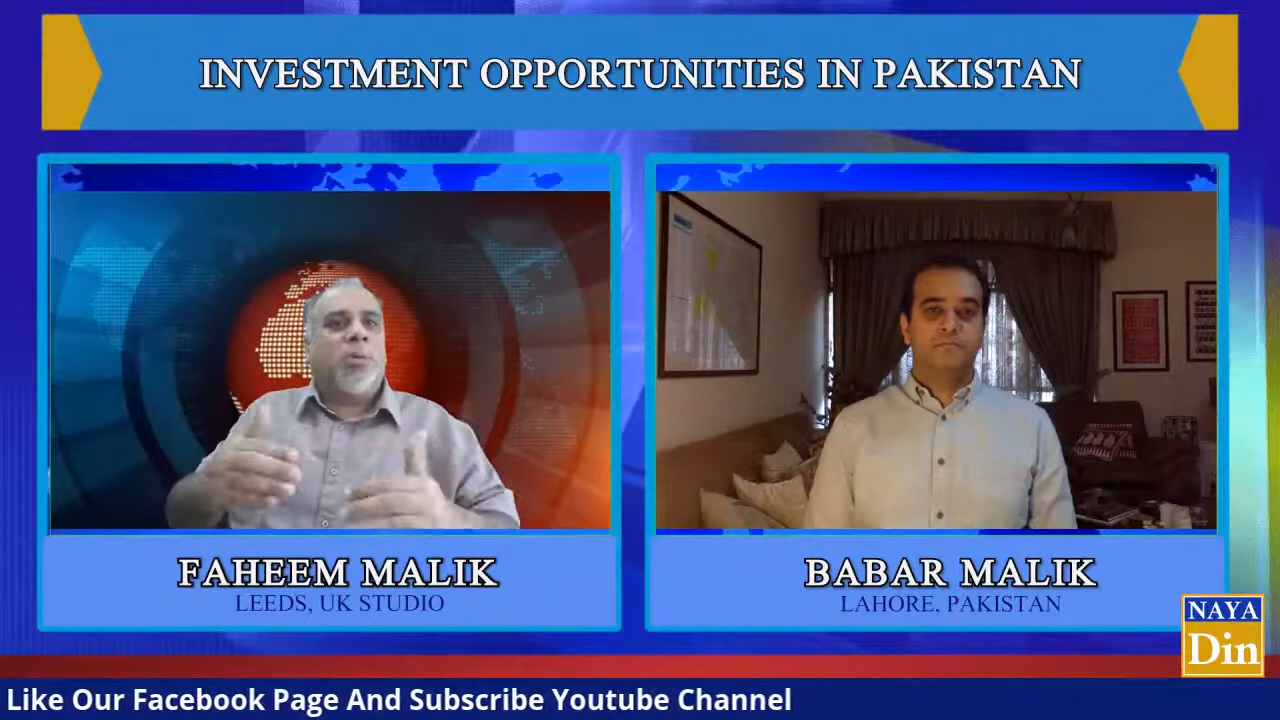 INVESTMENT OPPORTUNITIES IN PAKISTAN
FAHEEM MALIK
LEEDS, UK STUDIO
BABAR MALIK
LAHORE, PAKISTAN
NAYA
Din
Like Our Facebook Page And Subscribe Youtube Channel